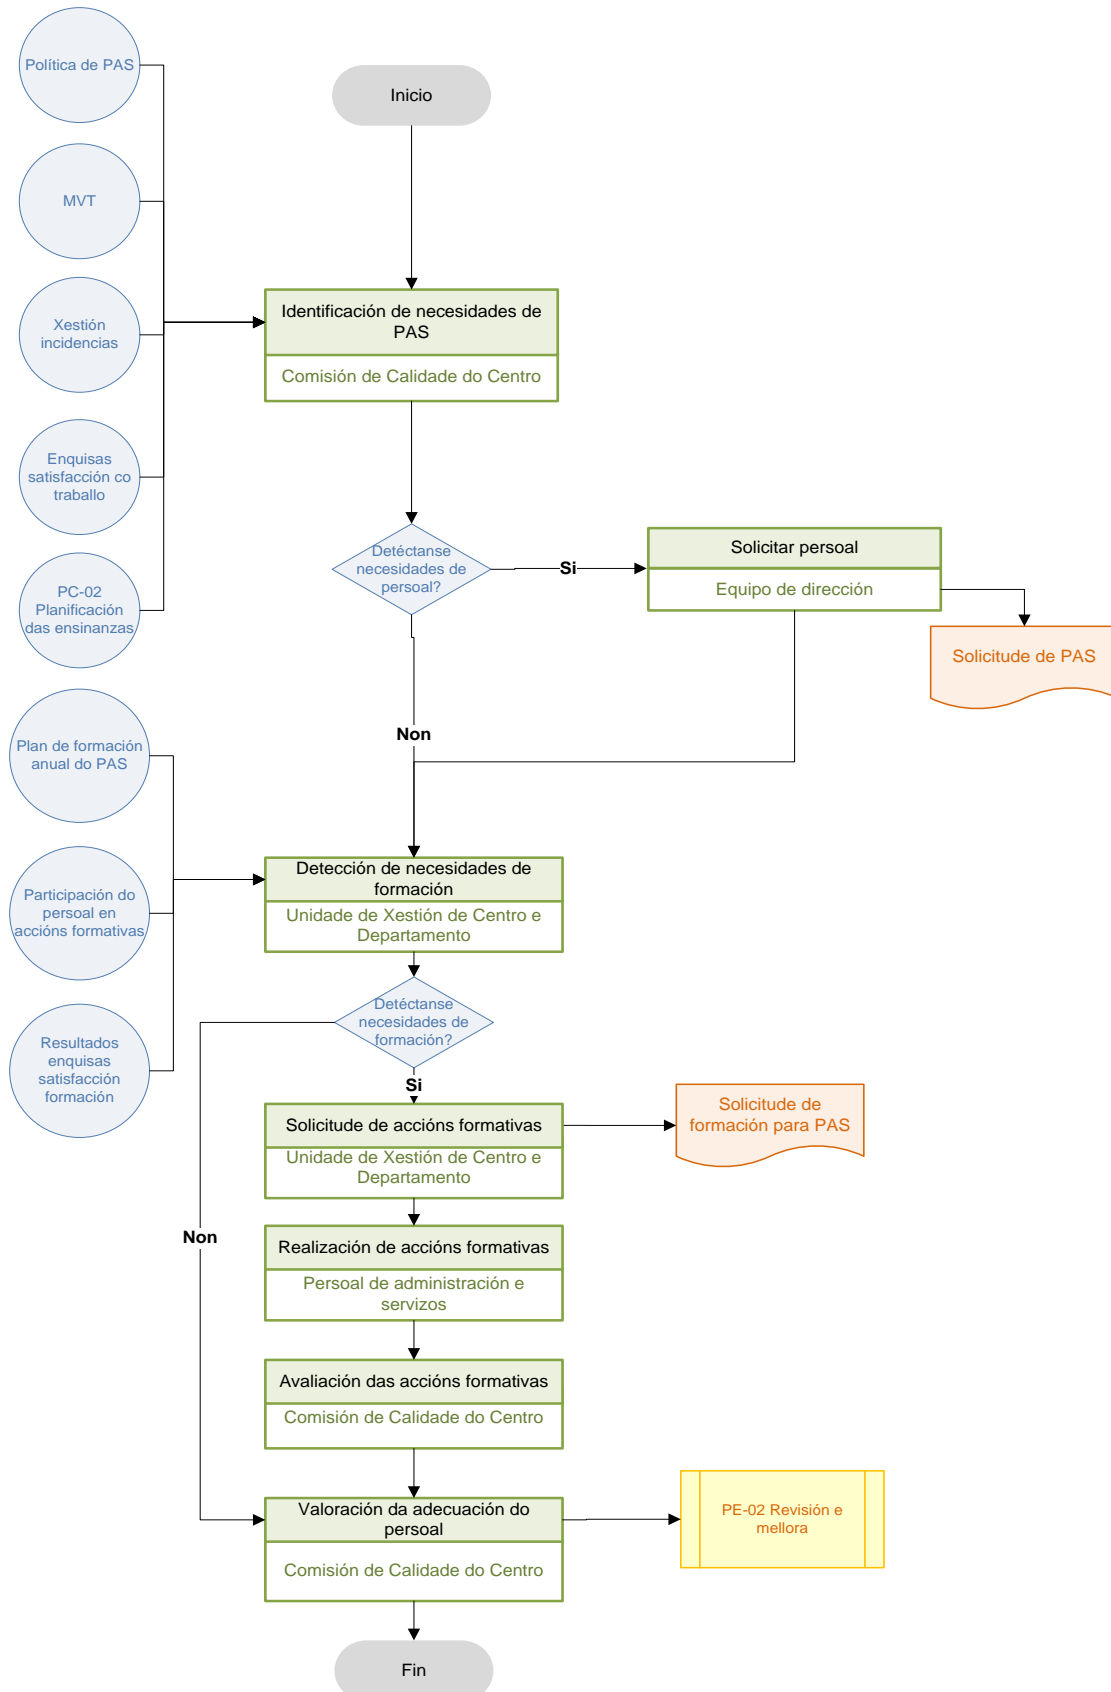 Política de PAS
Inicio
MVT
Xestión
incidencias
Identificación de necesidades de
PAS
Comisión de Calidade do Centro
Enquisas
satisfacción co
traballo
Detéctanse
necesidades de
persoal?
Si
Solicitar persoal
Equipo de dirección
PC-02
Planificación
das ensinanzas
Solicitude de PAS
Non
Plan de formación
anual do PAS
Detección de necesidades de
formación
Unidade de Xestión de Centro e
Departamento
Participación do
persoal en
accións formativas
Detéctanse
necesidades de
formación?
Resultados
enquisas
satisfacción
formación
Si
Solicitude de accións formativas
Unidade de Xestión de Centro e
Departamento
Solicitude de
formación para PAS
Non
Realización de accións formativas
Persoal de administración e
servizos
Avaliación das accións formativas
Comisión de Calidade do Centro
Valoración da adecuación do
persoal
Comisión de Calidade do Centro
PE-02 Revisión e
mellora
Fin